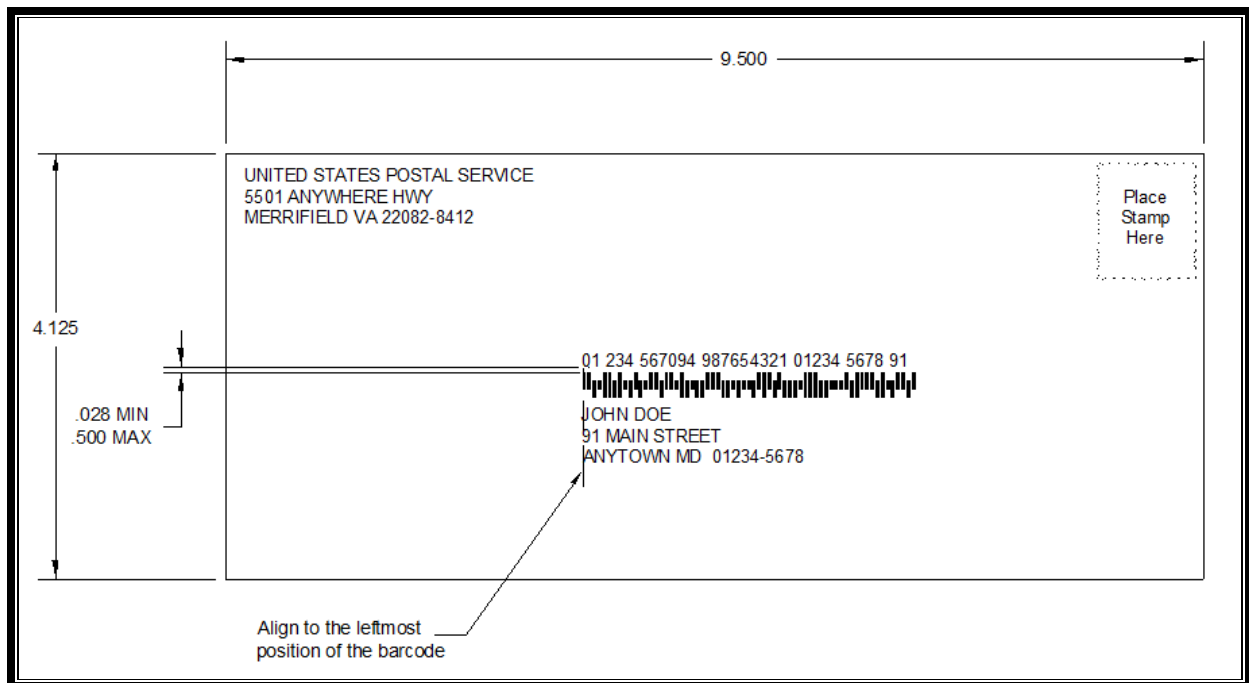 9.500
UNITED STATES POSTAL SERVICE
5501 ANYWHERE HWY
MERRIFIELD VA 22082-8412
Place
Stamp
Here
4.125
01 234 567094 987654321 01234 5678 91
.028 MIN
.500 MAX
JOHN DOE
91 MAIN STREET
ANYTOWN MD 01234-5678
Align to the leftmost
position of the barcode